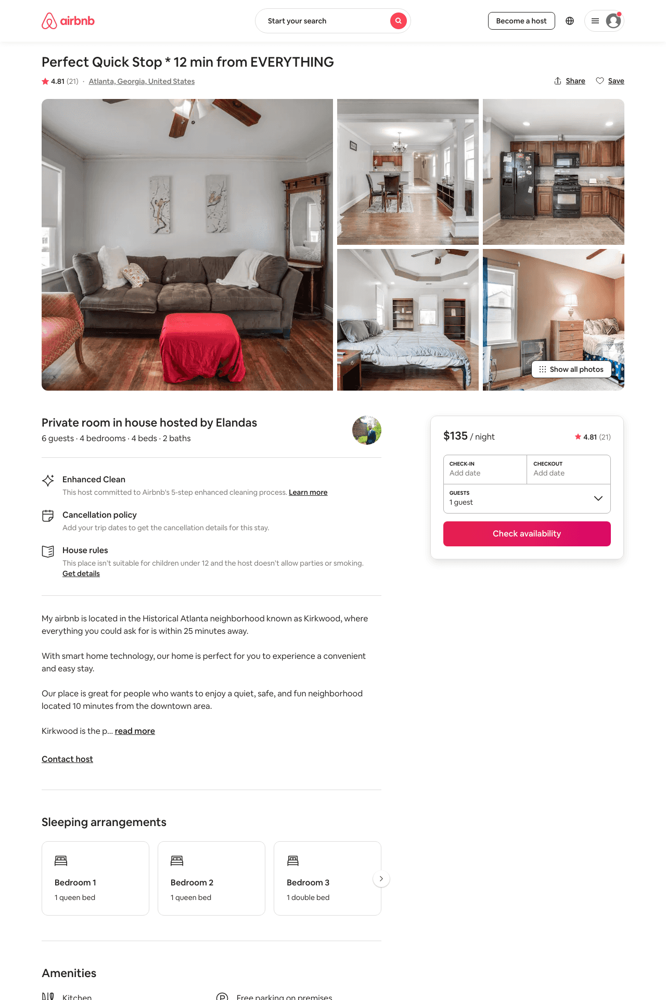 airbnb
Start your search
Become a host
Perfect Quick Stop * 12 min from EVERYTHING
4.81 (21) · Atlanta, Georgia, United States
Share
Save
Show all photos
Private room in house hosted by Elandas
6 guests · 4 bedrooms · 4 beds · 2 baths
Enhanced Clean
This host committed to Airbnb's 5-step enhanced cleaning process. Learn more
Cancellation policy
Add your trip dates to get the cancellation details for this stay.
House rules
This place isn't suitable for children under 12 and the host doesn't allow parties or smoking.
Get details
$135 / night
4.81 (21)
CHECK-IN
Add date
CHECKOUT
Add date
GUESTS
1 guest
Check availability
My airbnb is located in the Historical Atlanta neighborhood known as Kirkwood, where
everything you could ask for is within 25 minutes away.
With smart home technology, our home is perfect for you to experience a convenient
and easy stay.
Our place is great for people who wants to enjoy a quiet, safe, and fun neighborhood
located 10 minutes from the downtown area.
Kirkwood is the p... read more
Contact host
Sleeping arrangements
Bedroom 1
1 queen bed
Bedroom 2
1 queen bed
Bedroom 3
1 double bed
Amenities
Kitchen
Free parking on premises